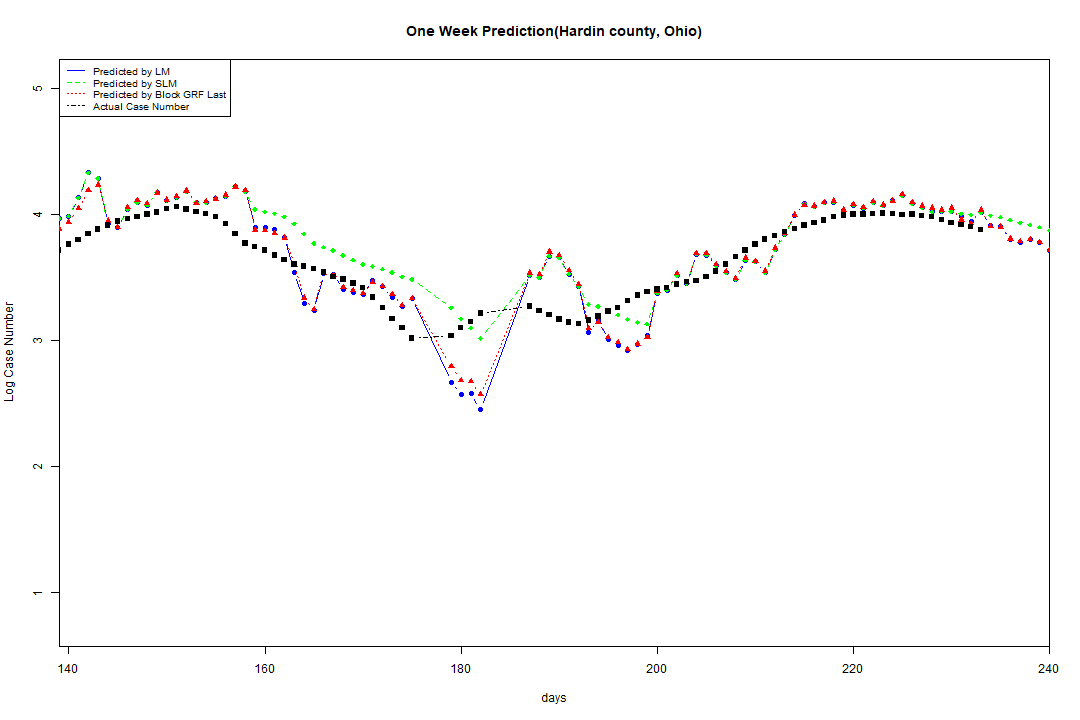 One Week Prediction(Hardin county, Ohio)
Predicted by LM
Predicted by SLM
Predicted by Block GRF Last
Actual Case Number
5
4
3
2
1
Log Case Number
140 160 180 200 220 240
days